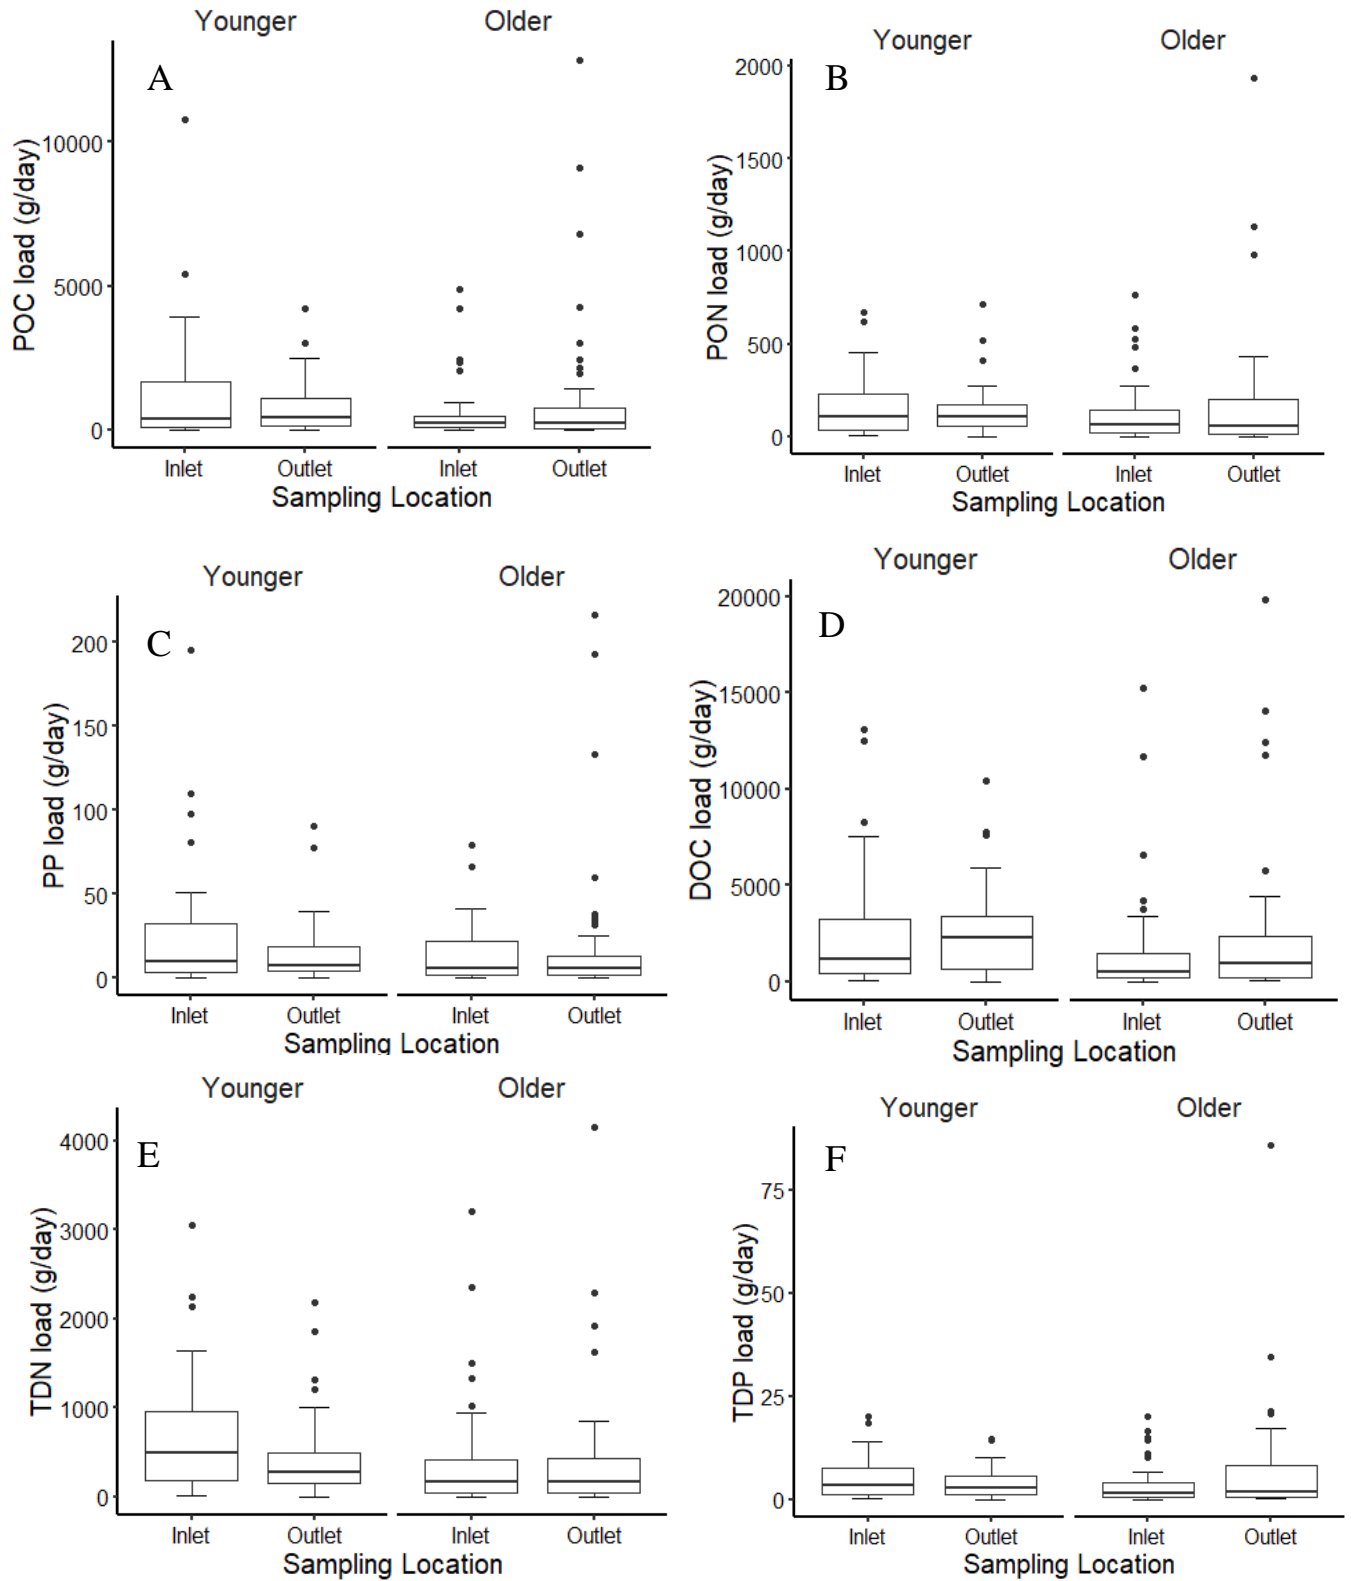 Younger Older
A
POC load (g/day)
10000
5000
0
Inlet Outlet Inlet Outlet
Sampling Location
Younger Older
B
PON load (g/day)
2000
1500
1000
500
0
Inlet Outlet Inlet Outlet
Sampling Location
Younger Older
C
PP load (g/day)
200
150
100
50
0
Inlet Outlet Inlet Outlet
Sampling Location
Younger Older
D
DOC load (g/day)
20000
15000
10000
5000
0
Inlet Outlet Inlet Outlet
Sampling Location
Younger Older
E
TDN load (g/day)
4000
3000
2000
1000
0
Inlet Outlet Inlet Outlet
Sampling Location
Younger Older
F
TDP load (g/day)
75
50
25
0
Inlet Outlet Inlet Outlet
Sampling Location